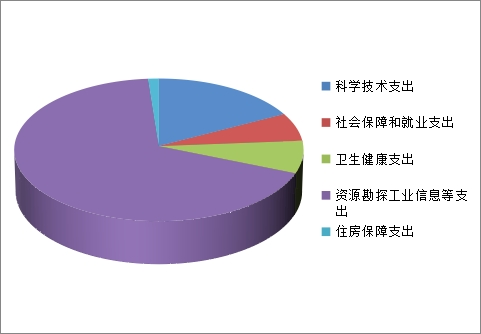 科学技术支出
社会保障和就业支出
卫生健康支出
资源勘探工业信息等支
出
住房保障支出